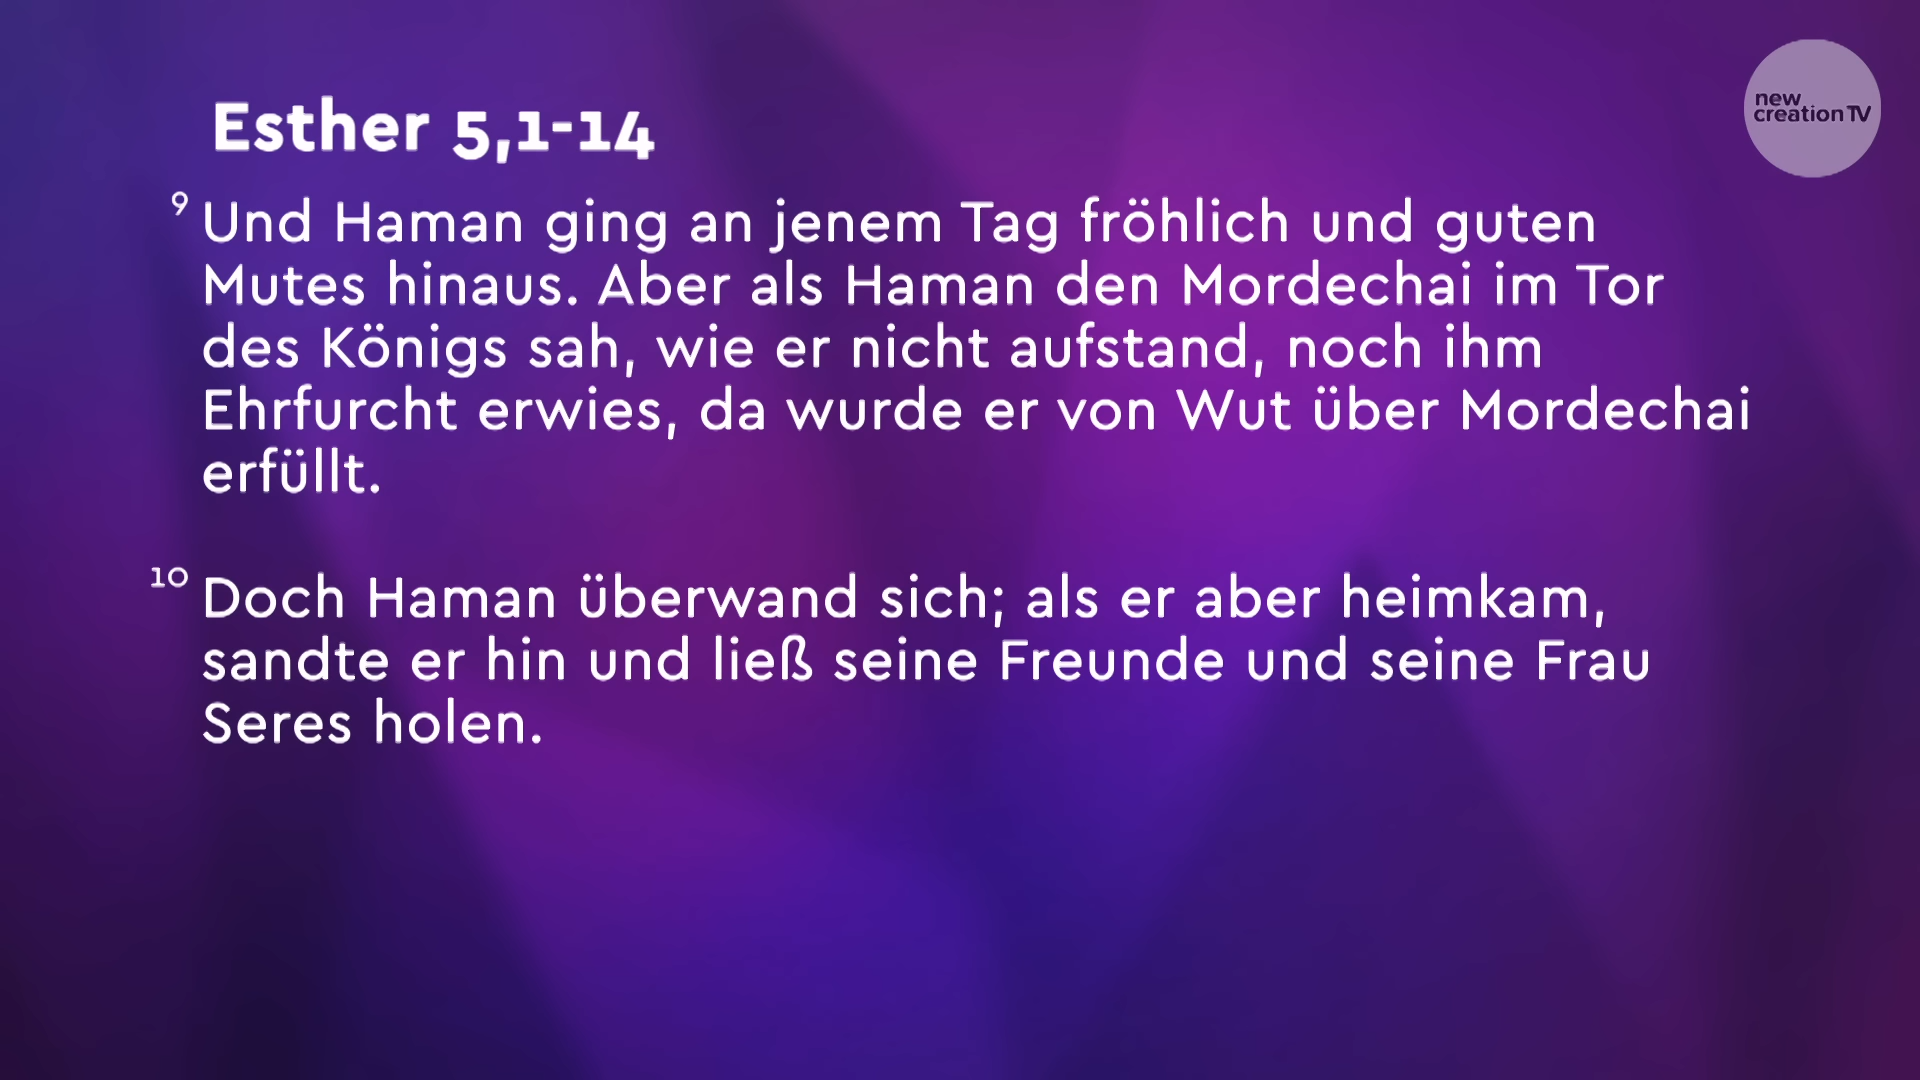 new
creationTV
Esther 5,1-14
9 Und Haman ging an jenem Tag fröhlich und guten
Mutes hinaus. Aber als Haman den Mordechai im Tor
des Königs sah, wie er nicht aufstand, noch ihm
Ehrfurcht erwies, da wurde er von Wut über Mordechai
erfüllt.
10 Doch Haman überwand sich; als er aber heimkam,
sandte er hin und ließ seine Freunde und seine Frau
Seres holen.